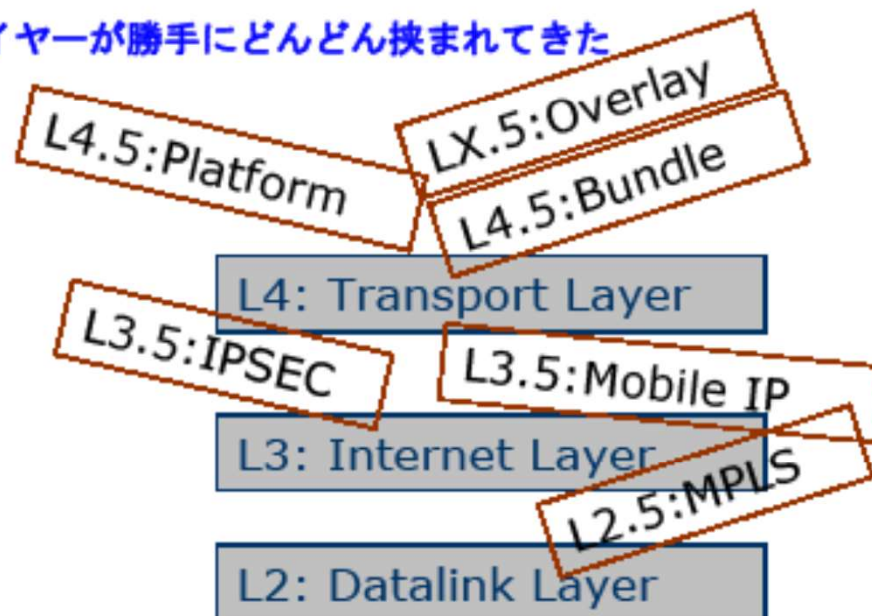 イヤーが勝手にどんどん挟まれてきた
LX.5:Overlay
L4.5:Platform
L4.5:Bundle
L4: Transport Layer
L3.5:IPSEC
L3.5:Mobile IP
L3: Internet Layer
L2.5:MPLS
L2: Datalink Layer